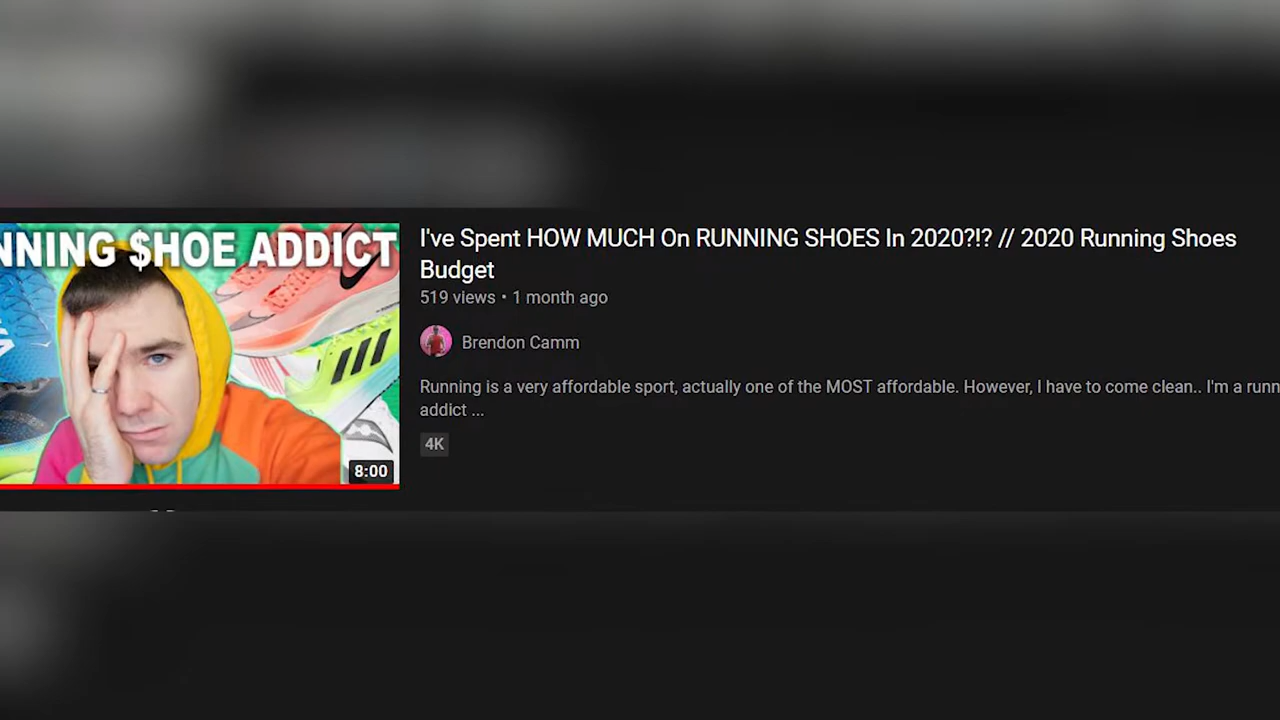 NNING $HOE ADDICT
8:00
I've Spent HOW MUCH On RUNNING SHOES In 2020?!? // 2020 Running Shoes
Budget
519 views • 1 month ago
Brendon Camm
Running is a very affordable sport, actually one of the MOST affordable. However, I have to come clean.. I'm a runn
addict ...
4K